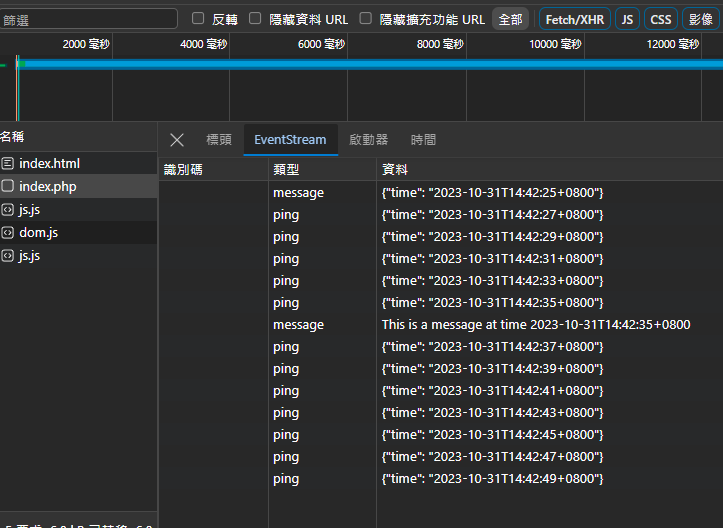 篩選 反轉 隱藏資料 URL 隱藏擴充功能 URL 全部 Fetch/XHR JS CSS 影像
2000 毫秒 4000 毫秒 6000 毫秒 8000 毫秒 10000 毫秒 12000 毫秒
名稱
index.html
index.php
js.js
dom.js
js.js
標頭 EventStream 啟動器 時間
識別碼 類型 資料
message {"time": "2023-10-31T14:42:25+0800"}
ping {"time": "2023-10-31T14:42:27+0800"}
ping {"time": "2023-10-31T14:42:29+0800"}
ping {"time": "2023-10-31T14:42:31+0800"}
ping {"time": "2023-10-31T14:42:33+0800"}
ping {"time": "2023-10-31T14:42:35+0800"}
message This is a message at time 2023-10-31T14:42:35+0800
ping {"time": "2023-10-31T14:42:37+0800"}
ping {"time": "2023-10-31T14:42:39+0800"}
ping {"time": "2023-10-31T14:42:41+0800"}
ping {"time": "2023-10-31T14:42:43+0800"}
ping {"time": "2023-10-31T14:42:45+0800"}
ping {"time": "2023-10-31T14:42:47+0800"}
ping {"time": "2023-10-31T14:42:49+0800"}